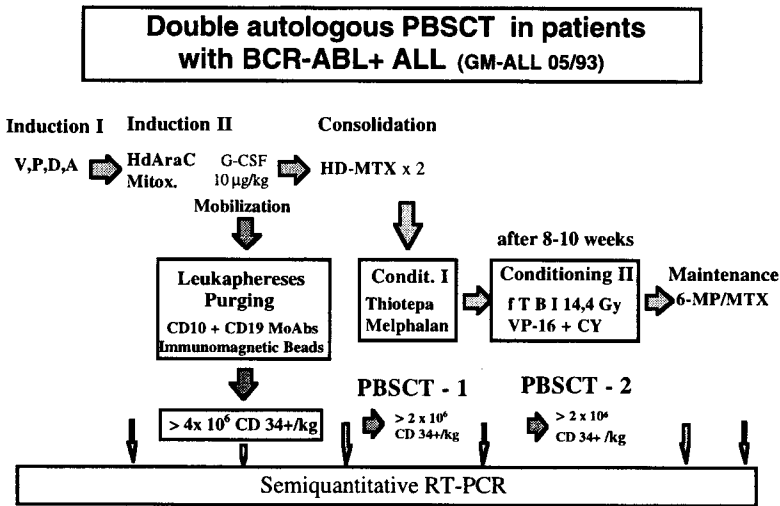 Double autologous PBSCT in patients
with BCR-ABL+ ALL (GM-ALL 05/93)
Induction I
Induction II
Consolidation
V,P,D,A
HdAraC
Mitox.
G-CSF
10 µg/kg
HD-MTX x 2
Mobilization
after 8-10 weeks
Leukaphereses
Purging
CD10 + CD19 MoAbs
Immunomagnetic Beads
Condit. I
Thiotepa
Melphalan
Conditioning II
f T B I 14,4 Gy
VP-16 + CY
Maintenance
6-MP/MTX
PBSCT - 1
PBSCT - 2
> 4x 10⁶ CD 34+/kg
> 2 x 10⁶
CD 34+/kg
> 2 x 10⁶
CD 34+ /kg
Semiquantitative RT-PCR